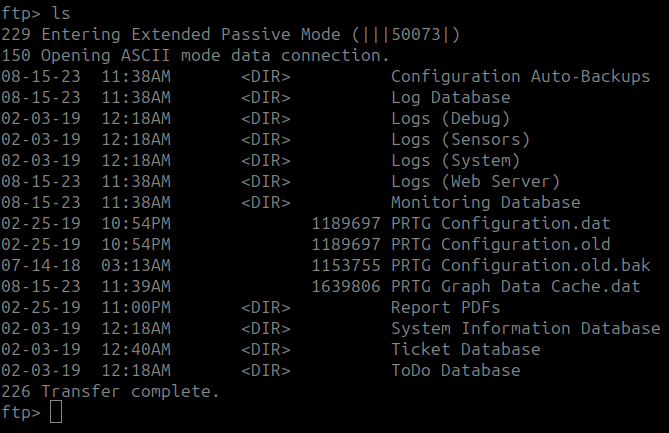 ftp> ls
229 Entering Extended Passive Mode (|||50073|)
150 Opening ASCII mode data connection.
08-15-23  11:38AM       <DIR>          Configuration Auto-Backups
08-15-23  11:38AM       <DIR>          Log Database
02-03-19  12:18AM       <DIR>          Logs (Debug)
02-03-19  12:18AM       <DIR>          Logs (Sensors)
02-03-19  12:18AM       <DIR>          Logs (System)
08-15-23  11:38AM       <DIR>          Logs (Web Server)
08-15-23  11:38AM       <DIR>          Monitoring Database
02-25-19  10:54PM              1189697 PRTG Configuration.dat
02-25-19  10:54PM              1189697 PRTG Configuration.old
07-14-18  03:13AM              1153755 PRTG Configuration.old.bak
08-15-23  11:39AM              1639806 PRTG Graph Data Cache.dat
02-25-19  11:00PM       <DIR>          Report PDFs
02-03-19  12:18AM       <DIR>          System Information Database
02-03-19  12:40AM       <DIR>          Ticket Database
02-03-19  12:18AM       <DIR>          ToDo Database
226 Transfer complete.
ftp>